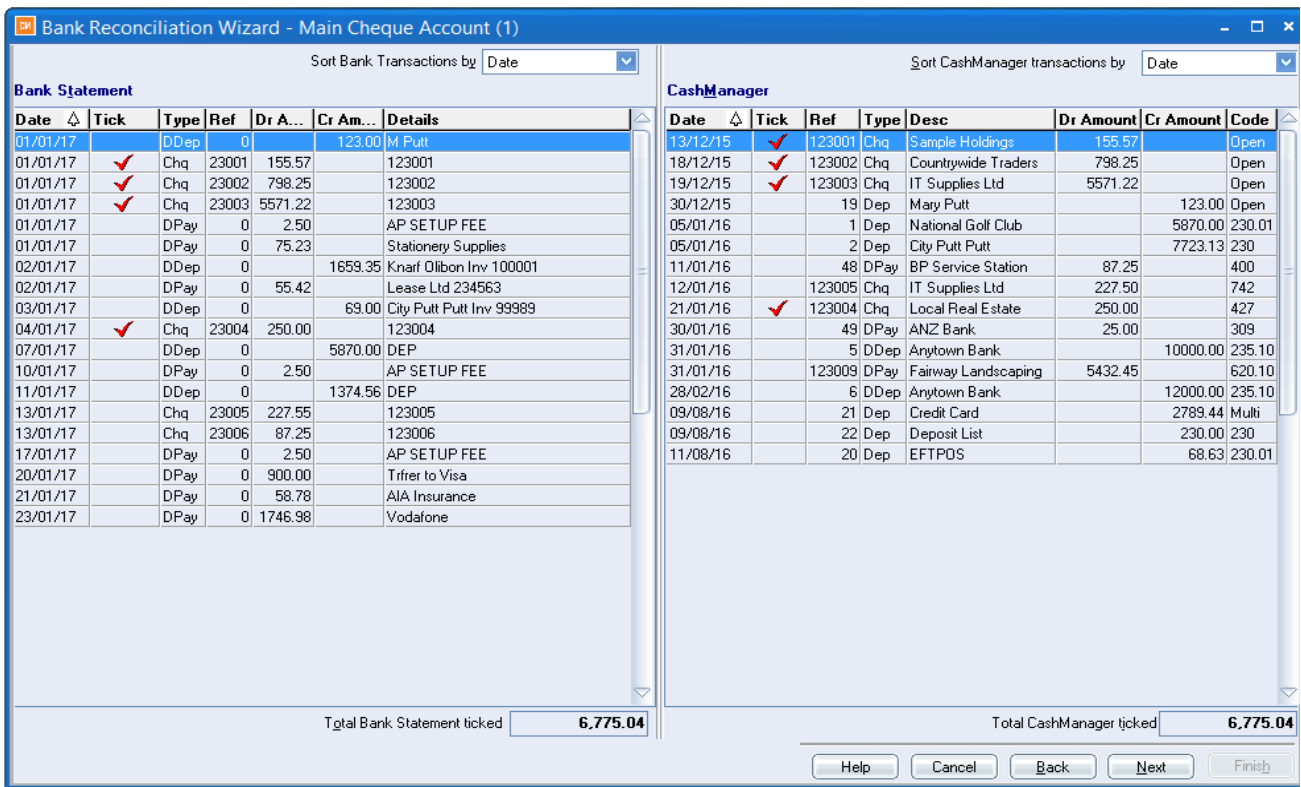 CM Bank Reconciliation Wizard - Main Cheque Account (1)
Sort Bank Transactions by Date
Bank Statement
Date Tick Type Ref Dr A... Cr Am... Details
01/01/17 DDep 0 123.00 M Putt
01/01/17 Chq 23001 155.57 123001
01/01/17 Chq 23002 798.25 123002
01/01/17 Chq 23003 5571.22 123003
01/01/17 DPay 0 2.50 AP SETUP FEE
01/01/17 DPay 0 75.23 Stationery Supplies
02/01/17 DDep 0 1659.35 Knarf Olibon Inv 100001
02/01/17 DPay 0 55.42 Lease Ltd 234563
03/01/17 DDep 0 69.00 City Putt Putt Inv 99989
04/01/17 Chq 23004 250.00 123004
07/01/17 DDep 0 5870.00 DEP
10/01/17 DPay 0 2.50 AP SETUP FEE
11/01/17 DDep 0 1374.56 DEP
13/01/17 Chq 23005 227.55 123005
13/01/17 Chq 23006 87.25 123006
17/01/17 DPay 0 2.50 AP SETUP FEE
20/01/17 DPay 0 900.00 Trfrer to Visa
21/01/17 DPay 0 58.78 AIA Insurance
23/01/17 DPay 0 1746.98 Vodafone
Total Bank Statement ticked 6,775.04
Sort CashManager transactions by Date
CashManager
Date Tick Ref Type Desc Dr Amount Cr Amount Code
13/12/15 123001 Chq Sample Holdings 155.57 Open
18/12/15 123002 Chq Countrywide Traders 798.25 Open
19/12/15 123003 Chq IT Supplies Ltd 5571.22 Open
30/12/15 19 Dep Mary Putt 123.00 Open
05/01/16 1 Dep National Golf Club 5870.00 230.01
05/01/16 2 Dep City Putt Putt 7723.13 230
11/01/16 48 DPay BP Service Station 87.25 400
12/01/16 123005 Chq IT Supplies Ltd 227.50 742
21/01/16 123004 Chq Local Real Estate 250.00 427
30/01/16 49 DPay ANZ Bank 25.00 309
31/01/16 5 DDep Anytown Bank 10000.00 235.10
31/01/16 123009 DPay Fairway Landscaping 5432.45 620.10
28/02/16 6 DDep Anytown Bank 12000.00 235.10
09/08/16 21 Dep Credit Card 2789.44 Multi
09/08/16 22 Dep Deposit List 230.00 230
11/08/16 20 Dep EFTPOS 68.63 230.01
Total CashManager ticked 6,775.04
Help Cancel Back Next Finish